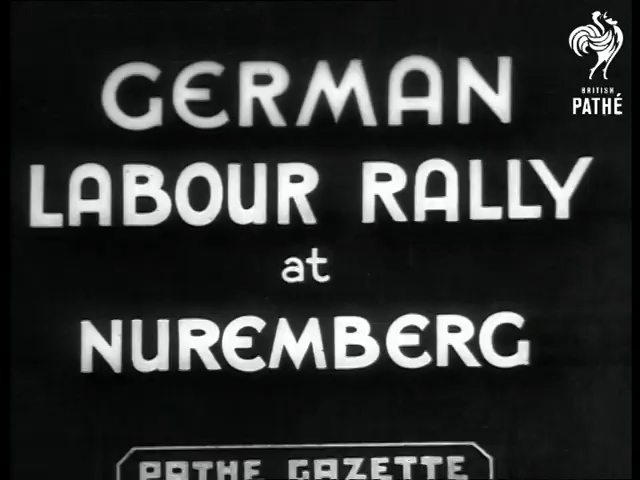 GERMAN
LABOUR RALLY
at
NUREMBERG
BRITISH
PATHÉ
PATHE GAZETTE